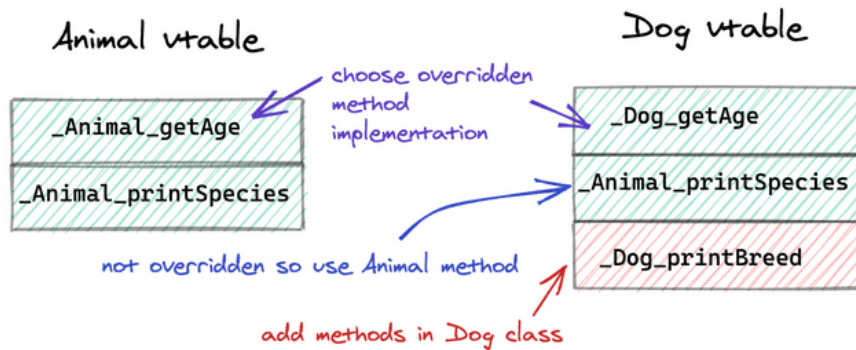 Animal vtable
Dog vtable
choose overridden
method
implementation
_Animal_getAge
_Animal_printSpecies
_Dog_getAge
_Animal_printSpecies
_Dog_printBreed
not overridden so use Animal method
add methods in Dog class